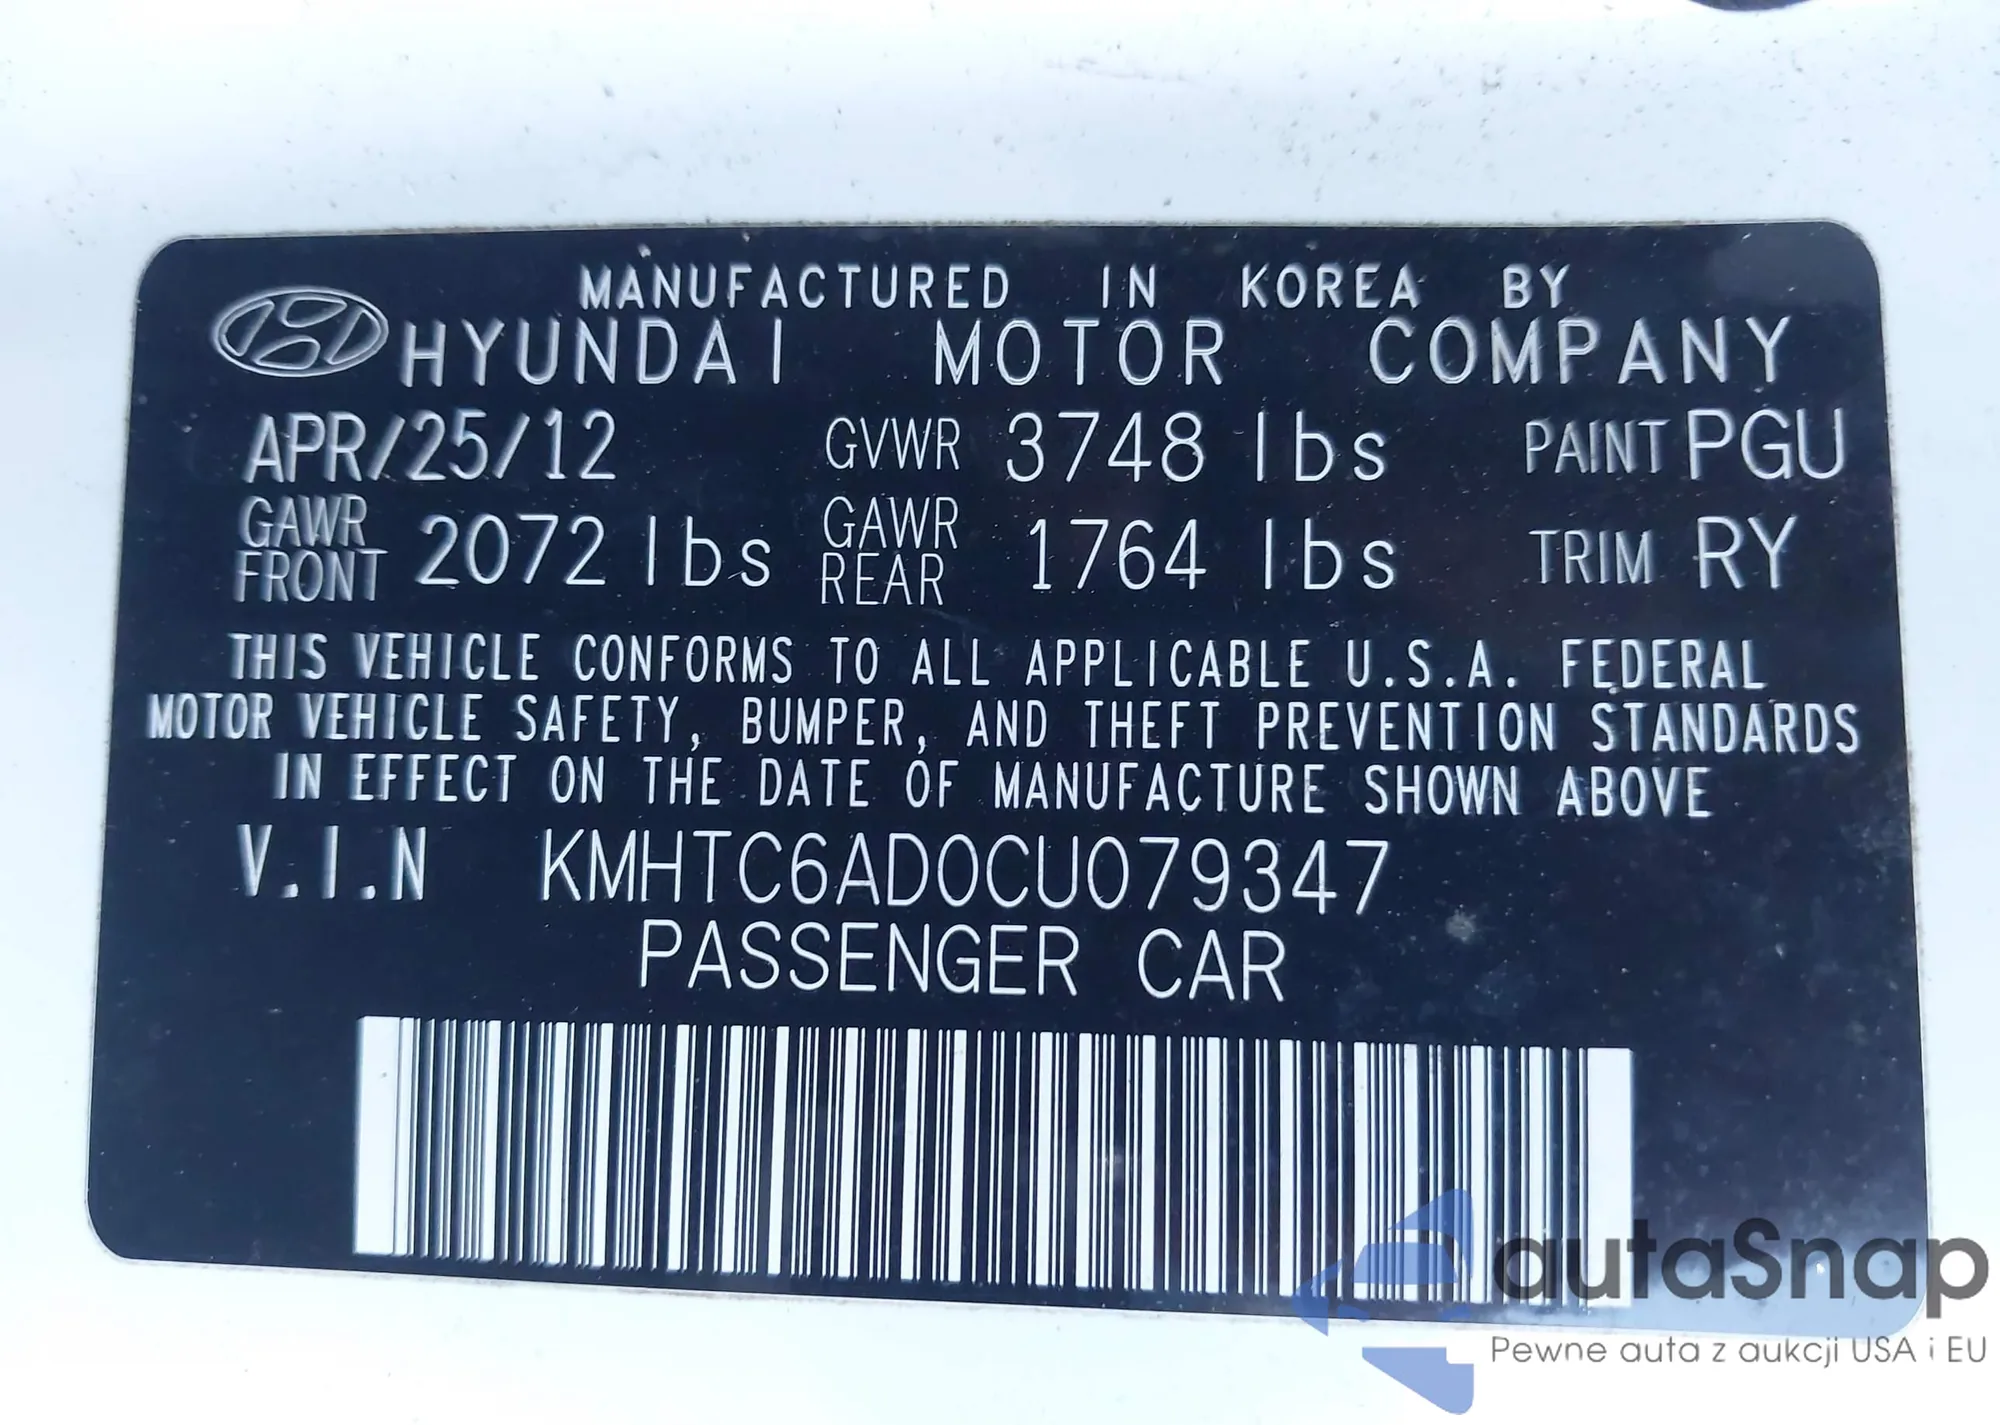 MANUFACTURED IN KOREA BY
HYUNDAI MOTOR COMPANY
APR/25/12 GVWR 3748 lbs PAINT PGU
GAWR FRONT 2072 lbs GAWR REAR 1764 lbs TRIM RY
THIS VEHICLE CONFORMS TO ALL APPLICABLE U.S.A. FEDERAL
MOTOR VEHICLE SAFETY, BUMPER, AND THEFT PREVENTION STANDARDS
IN EFFECT ON THE DATE OF MANUFACTURE SHOWN ABOVE
V.I.N KMHTC6AD0CU079347
PASSENGER CAR
autaSnap
Pewne auta z aukcji USA i EU